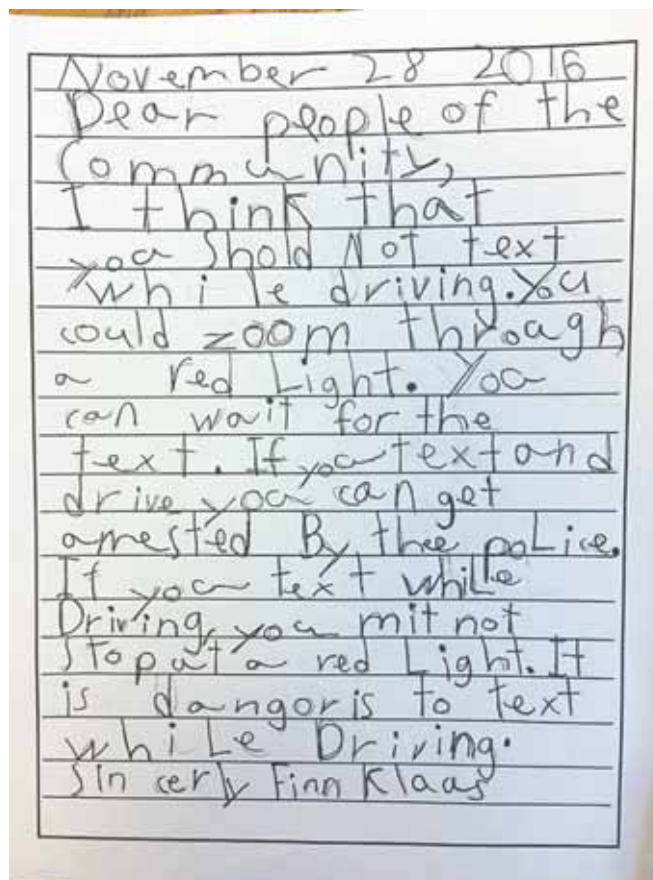 November 28 2016
Dear people of the
Community,
I think that
you Shold Not text
while driving. You
could zoom through
a red Light. You
can wait for the
text. If you text and
drive you can get
arrested By thee poLice.
If you text while
Driving, you mit not
stop at a red Light. It
is dangoris to text
whiLe Driving.
Sincerly Finn Klaas